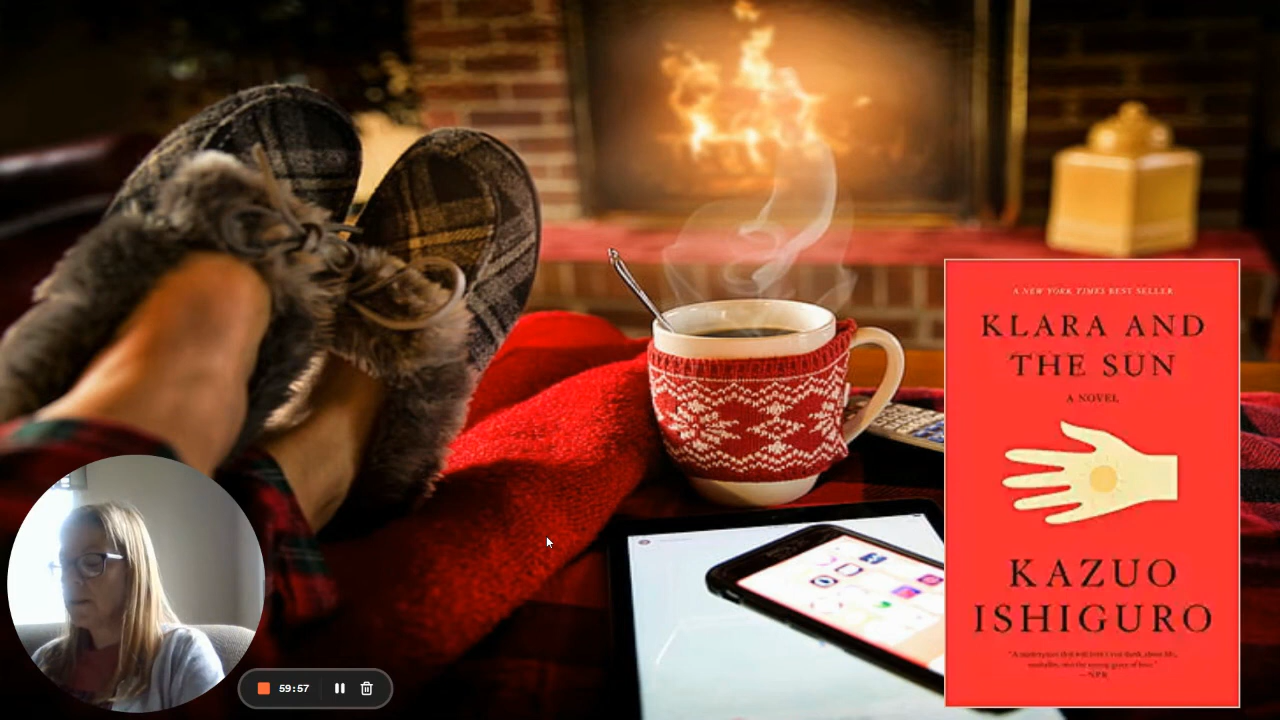 A NEW YORK TIMES BEST SELLER
KLARA AND
THE SUN
A NOVEL
KAZUO
ISHIGURO
—NPR
59:57